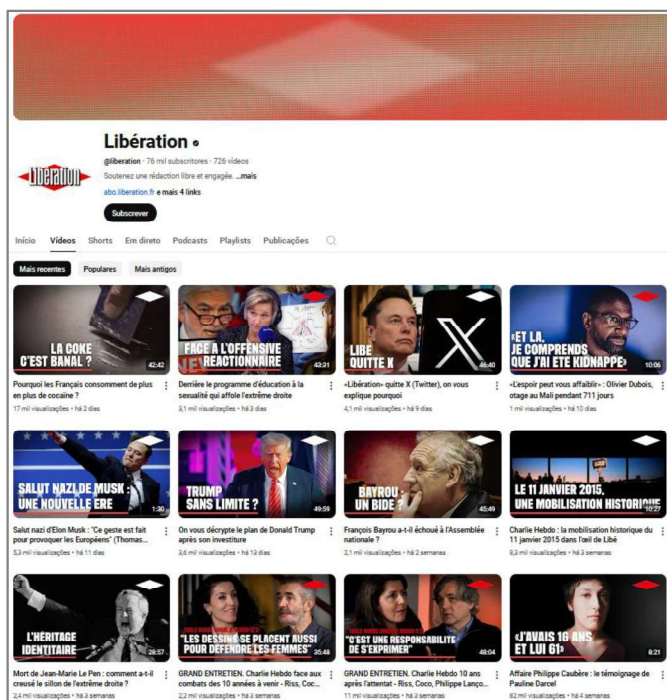 Libération
@liberation · 76 mil subscritores · 726 vídeos
Soutenez une rédaction libre et engagée. ...mais
abo.liberation.fr e mais 4 links
LIBERATION
Subscrever
Início Vídeos Shorts Em direto Podcasts Playlists Publicações
Mais recentes Populares Mais antigos
LA COKE
C'EST BANAL ?
42:42
FACE A L'OFFENSIVE
REACTIONNAIRE
43:31
LIBE
QUITTE X
46:40
«ET LA,
JE COMPRENDS
QUE J'AI ETE KIDNAPPE»
10:06
Pourquoi les Français consomment de plus
en plus de cocaïne ?
17 mil visualizações · há 2 dias
Derrière le programme d'éducation à la
sexualité qui affole l'extrême droite
3,1 mil visualizações · há 3 dias
«Libération» quitte X (Twitter), on vous
explique pourquoi
4,1 mil visualizações · há 9 dias
«L'espoir peut vous affaiblir» : Olivier Dubois,
otage au Mali pendant 711 jours
1 mil visualizações · há 10 dias
SALUT NAZI DE MUSK :
UNE NOUVELLE ERE
1:30
TRUMP
SANS LIMITE ?
49:59
BAYROU :
UN BIDE ?
45:49
LE 11 JANVIER 2015,
UNE MOBILISATION HISTORIQUE
10:27
Salut nazi d'Elon Musk : "Ce geste est fait
pour provoquer les Européens" (Thomas...
5,3 mil visualizações · há 11 dias
On vous décrypte le plan de Donald Trump
après son investiture
3,6 mil visualizações · há 13 dias
François Bayrou a-t-il échoué à l'Assemblée
nationale ?
2,1 mil visualizações · há 2 semanas
Charlie Hebdo : la mobilisation historique du
11 janvier 2015 dans l'œil de Libé
8,3 mil visualizações · há 3 semanas
L'HÉRITAGE
IDENTITAIRE
28:57
"LES DESSINS SE PLACENT AUSSI
POUR DÉFENDRE LES FEMMES"
35:48
"C'EST UNE RESPONSABILITE
DE S'EXPRIMER"
48:04
«J'AVAIS 16 ANS
ET LUI 61»
8:21
Mort de Jean-Marie Le Pen : comment a-t-il
creusé le sillon de l'extrême droite ?
2,4 mil visualizações · há 3 semanas
GRAND ENTRETIEN. Charlie Hebdo face aux
combats des 10 années à venir - Riss, Coc...
2,2 mil visualizações · há 3 semanas
GRAND ENTRETIEN. Charlie Hebdo 10 ans
après l'attentat - Riss, Coco, Philippe Lanço...
11 mil visualizações · há 3 semanas
Affaire Philippe Caubère : le témoignage de
Pauline Darcel
82 mil visualizações · há 4 semanas